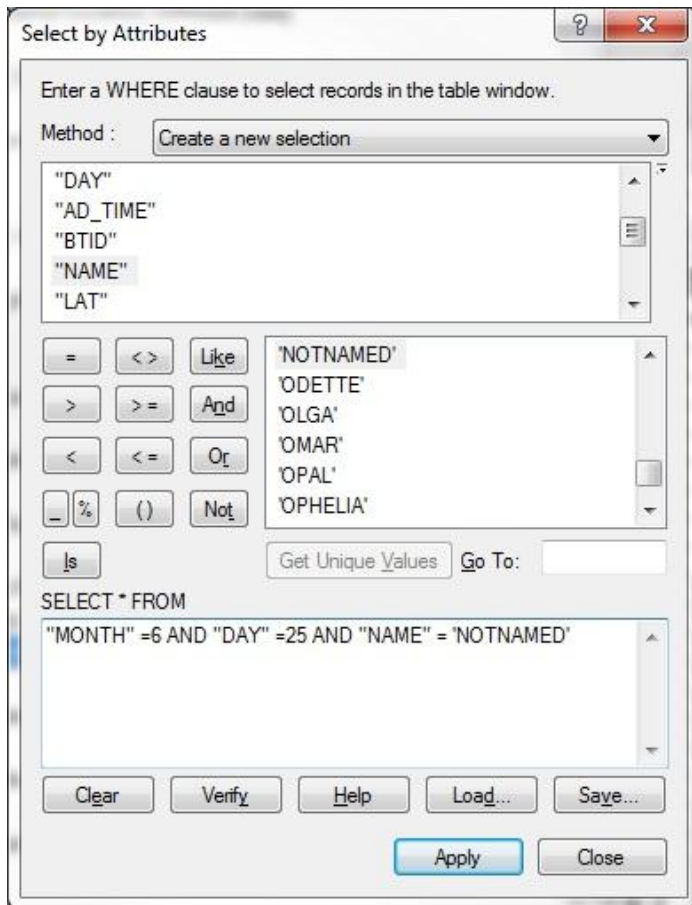 Select by Attributes
Enter a WHERE clause to select records in the table window.
Method : Create a new selection
"DAY"
"AD_TIME"
"BTID"
"NAME"
"LAT"
= < > Like
> > = And
< < = Or
_ % ( ) Not
Is
'NOTNAMED'
'ODETTE'
'OLGA'
'OMAR'
'OPAL'
'OPHELIA'
Get Unique Values Go To:
SELECT * FROM
"MONTH" =6 AND "DAY" =25 AND "NAME" = 'NOTNAMED'
Clear Verify Help Load... Save...
Apply Close